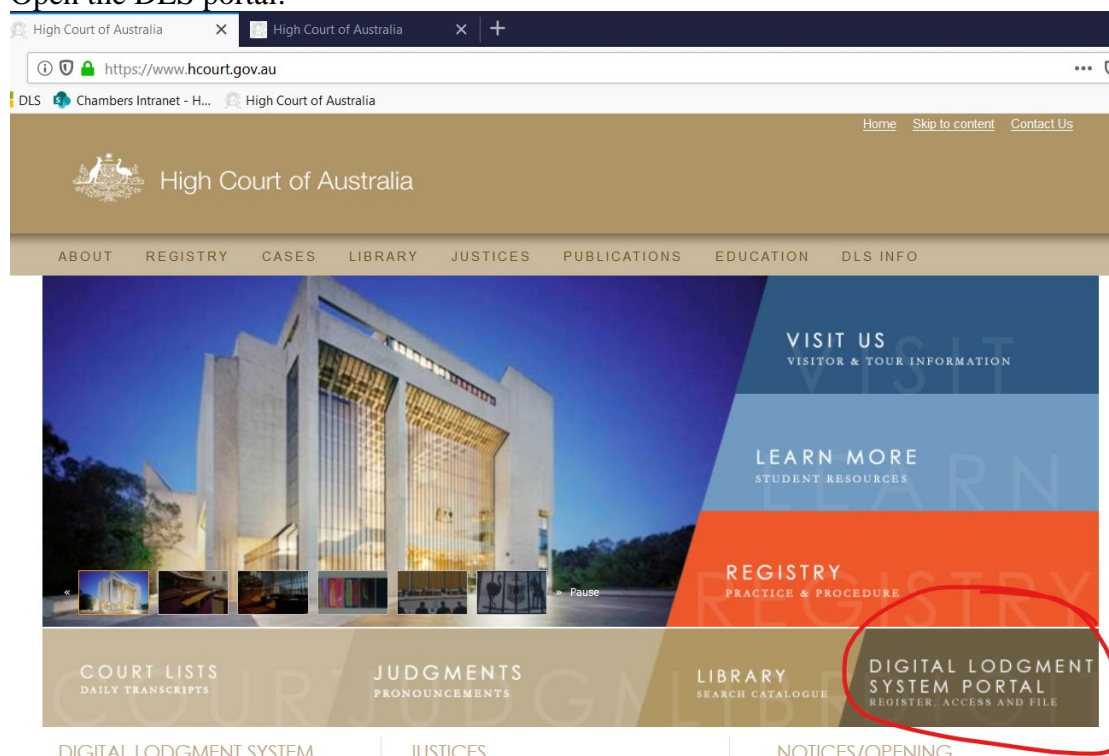 Open the DLS portal.
High Court of Australia
High Court of Australia
https://www.hcourt.gov.au
DLS Chambers Intranet - H... High Court of Australia
Home Skip to content Contact Us
High Court of Australia
ABOUT REGISTRY CASES LIBRARY JUSTICES PUBLICATIONS EDUCATION DLS INFO
VISIT
VISIT US
VISITOR & TOUR INFORMATION
LEARN
LEARN MORE
STUDENT RESOURCES
REGISTRY
REGISTRY
PRACTICE & PROCEDURE
« » Pause
COURT LISTS
DAILY TRANSCRIPTS
JUDGMENTS
PRONOUNCEMENTS
LIBRARY
SEARCH CATALOGUE
DIGITAL LODGMENT
SYSTEM PORTAL
REGISTER, ACCESS AND FILE
DIGITAL LODGMENT SYSTEM JUSTICES NOTICES/OPENING